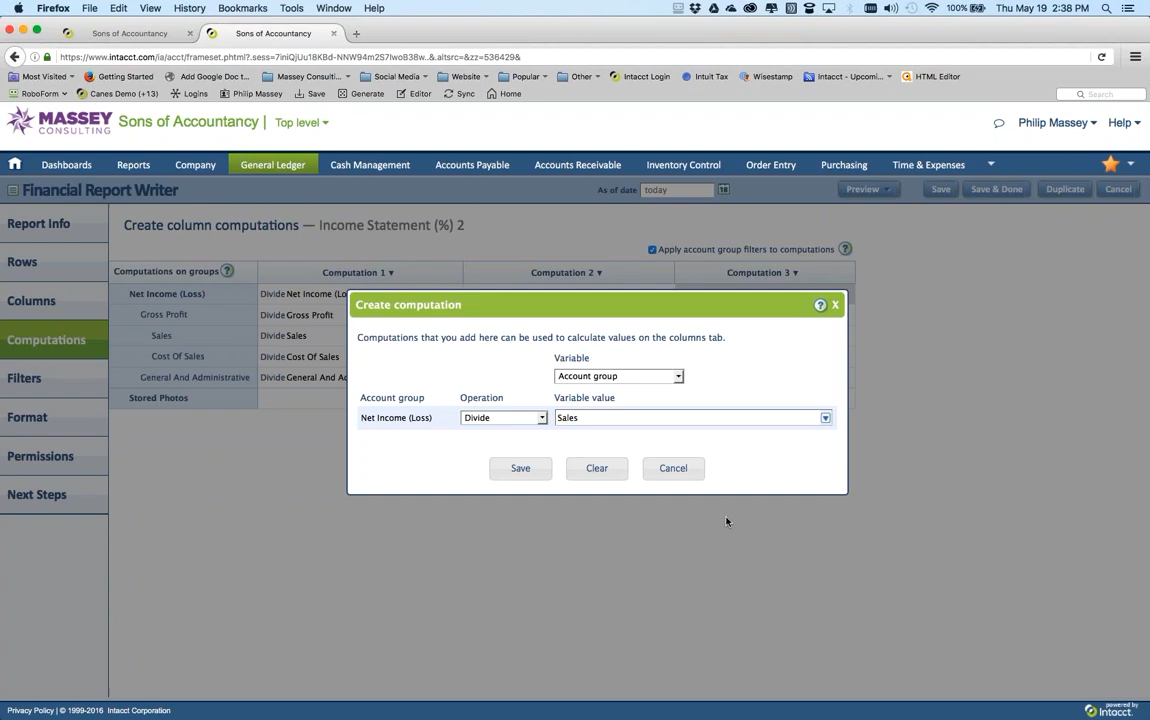 Firefox File Edit View History Bookmarks Tools Window Help 100% Thu May 19 2:38 PM
Sons of Accountancy × Sons of Accountancy × +
https://www.intacct.com/ia/acct/frameset.phtml?.sess=7iniQjUu18KBd-NNW94m2S7lwo838w..&.altsrc=&zz=536429&
Most Visited Getting Started Add Google Doc t... Massey Consulti... Social Media Website Popular Other Intacct Login Intuit Tax Wisestamp Intacct - Upcomi... HTML Editor
RoboForm Canes Demo (+13) Logins Philip Massey Save Generate Editor Sync Home Search
MASSEY CONSULTING Sons of Accountancy | Top level Philip Massey Help
Dashboards Reports Company General Ledger Cash Management Accounts Payable Accounts Receivable Inventory Control Order Entry Purchasing Time & Expenses
Financial Report Writer As of date today 18 Preview Save Save & Done Duplicate Cancel
Report Info
Rows
Columns
Computations
Filters
Format
Permissions
Next Steps
Create column computations — Income Statement (%) 2
Apply account group filters to computations ?
Computations on groups ? Computation 1 Computation 2 Computation 3
Net Income (Loss) Divide Net Income (Lo
Gross Profit Divide Gross Profit
Sales Divide Sales
Cost Of Sales Divide Cost Of Sales
General And Administrative Divide General And Ac
Stored Photos
Create computation ? X
Computations that you add here can be used to calculate values on the columns tab.
Variable
Account group
Account group Operation Variable value
Net Income (Loss) Divide Sales
Save Clear Cancel
Privacy Policy | © 1999-2016 Intacct Corporation powered by Intacct